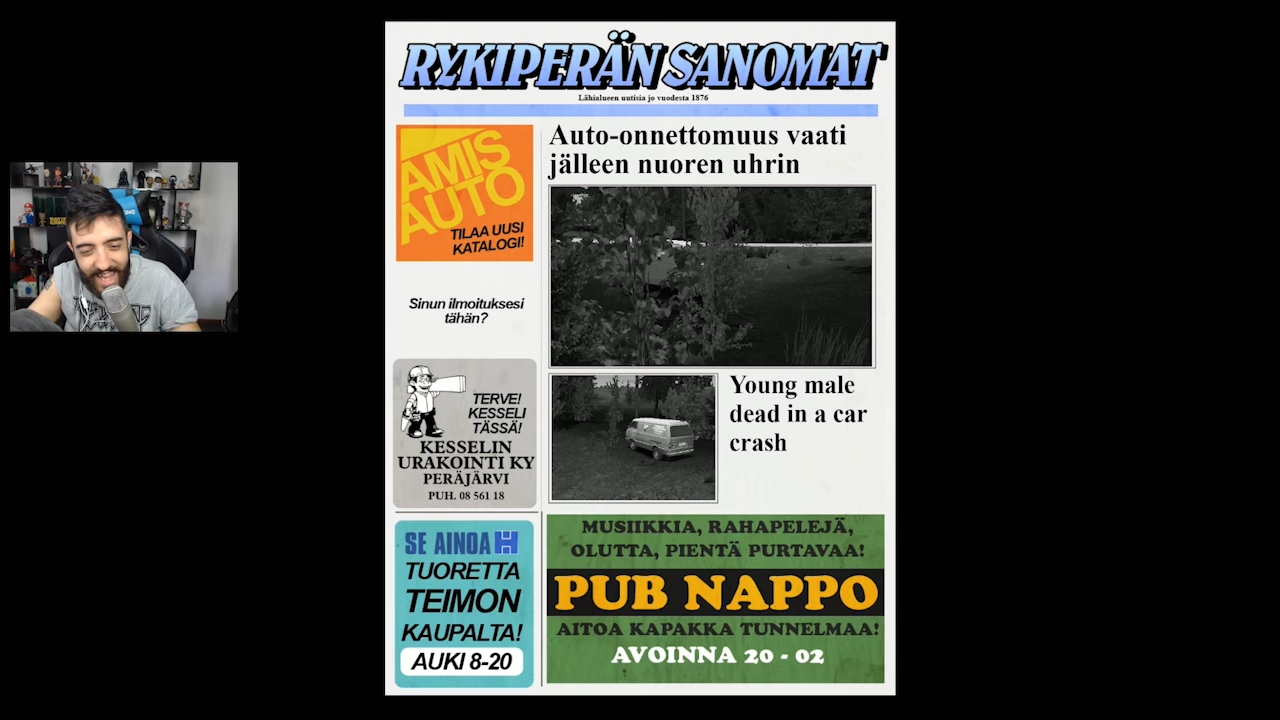 RYKIPERÄN SANOMAT
Lähialueen uutisia jo vuodesta 1876
AMIS
AUTO
TILAA UUSI
KATALOGI!
Sinun ilmoituksesi
tähän?
TERVE!
KESSELI
TÄSSÄ!
KESSELIN
URAKOINTI KY
PERÄJÄRVI
PUH. 08 561 18
SE AINOA H
TUORETTA
TEIMON
KAUPALTA!
AUKI 8-20
Auto-onnettomuus vaati
jälleen nuoren uhrin
Young male
dead in a car
crash
MUSIIKKIA, RAHAPELEJÄ,
OLUTTA, PIENTÄ PURTAVAA!
PUB NAPPO
AITOA KAPAKKA TUNNELMAA!
AVOINNA 20 - 02